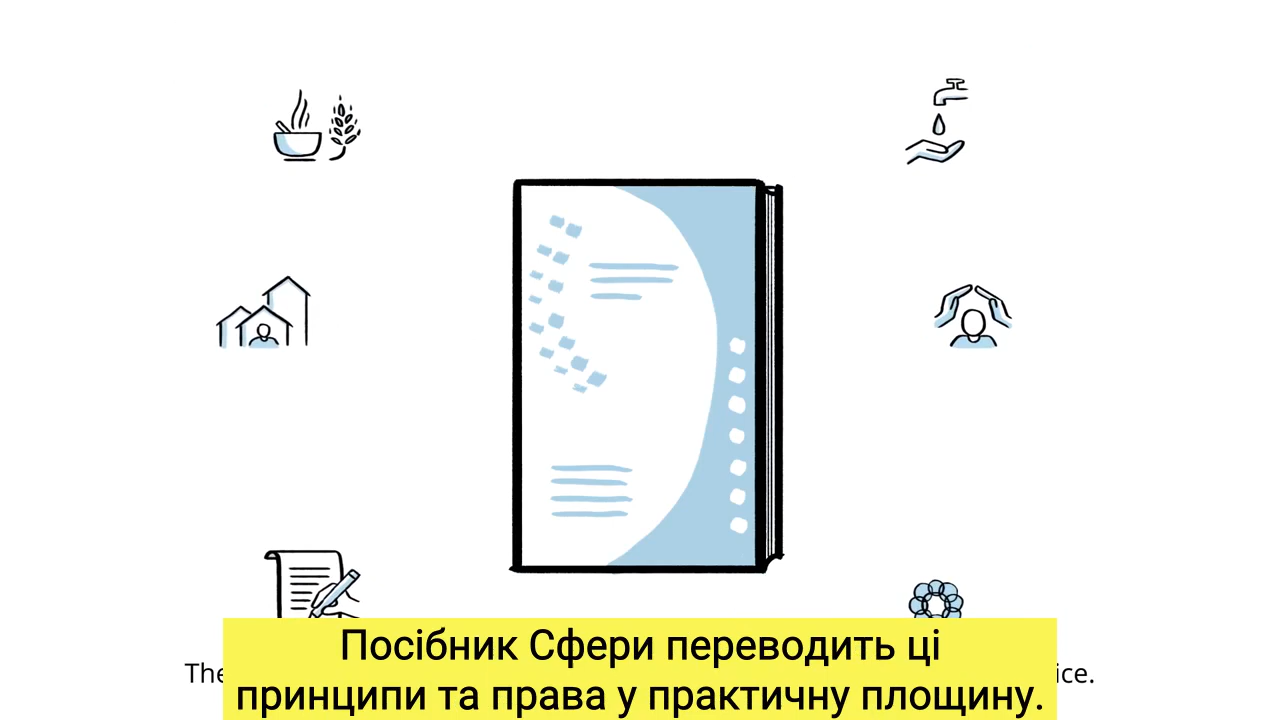 Посібник Сфери переводить ці
принципи та права у практичну площину.